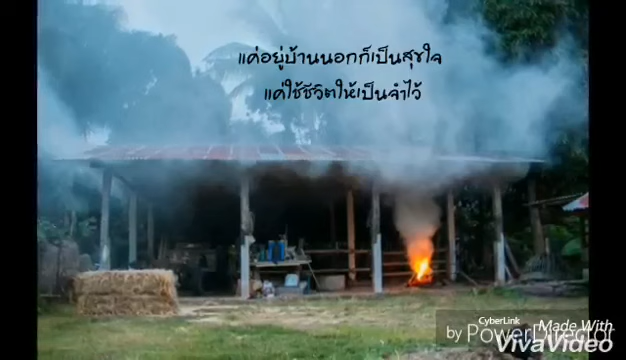 แค่อยู่บ้านนอกก็เป็นสุขใจ
แค่ใช้ชีวิตให้เป็นจำไว้
CyberLink
by PowerDirector
Made With
VivaVideo